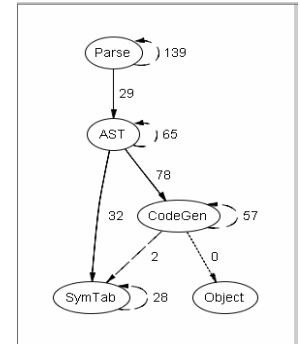 Parse 139
29
AST 65
78
32 CodeGen 57
2 0
SymTab 28 Object